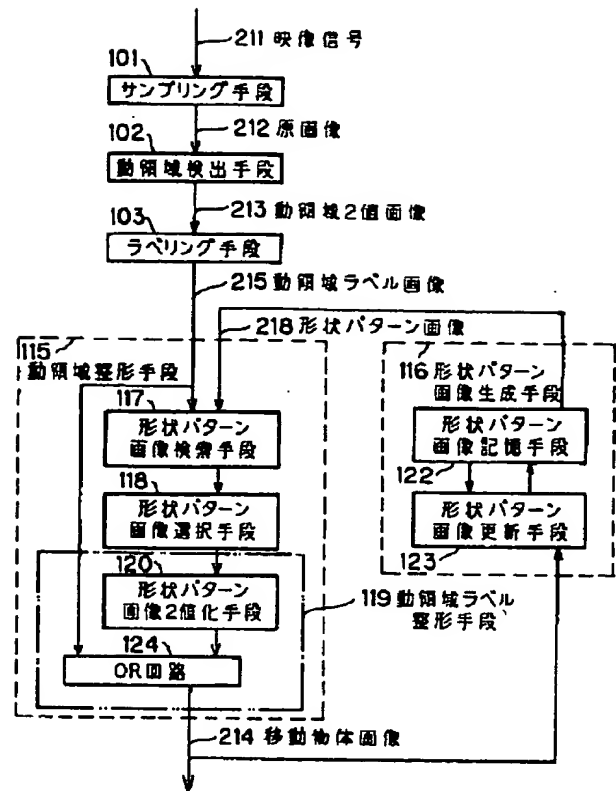 211 映像信号
101
サンプリング手段
212 原画像
102
動領域検出手段
213 動領域2値画像
103
ラベリング手段
215 動領域ラベル画像
218 形状パターン画像
115
動領域整形手段
117
形状パターン
画像検索手段
118
形状パターン
画像選択手段
120
形状パターン
画像2値化手段
124
OR回路
119 動領域ラベル
整形手段
116 形状パターン
画像生成手段
形状パターン
画像記憶手段
122
形状パターン
画像更新手段
123
214 移動物体画像